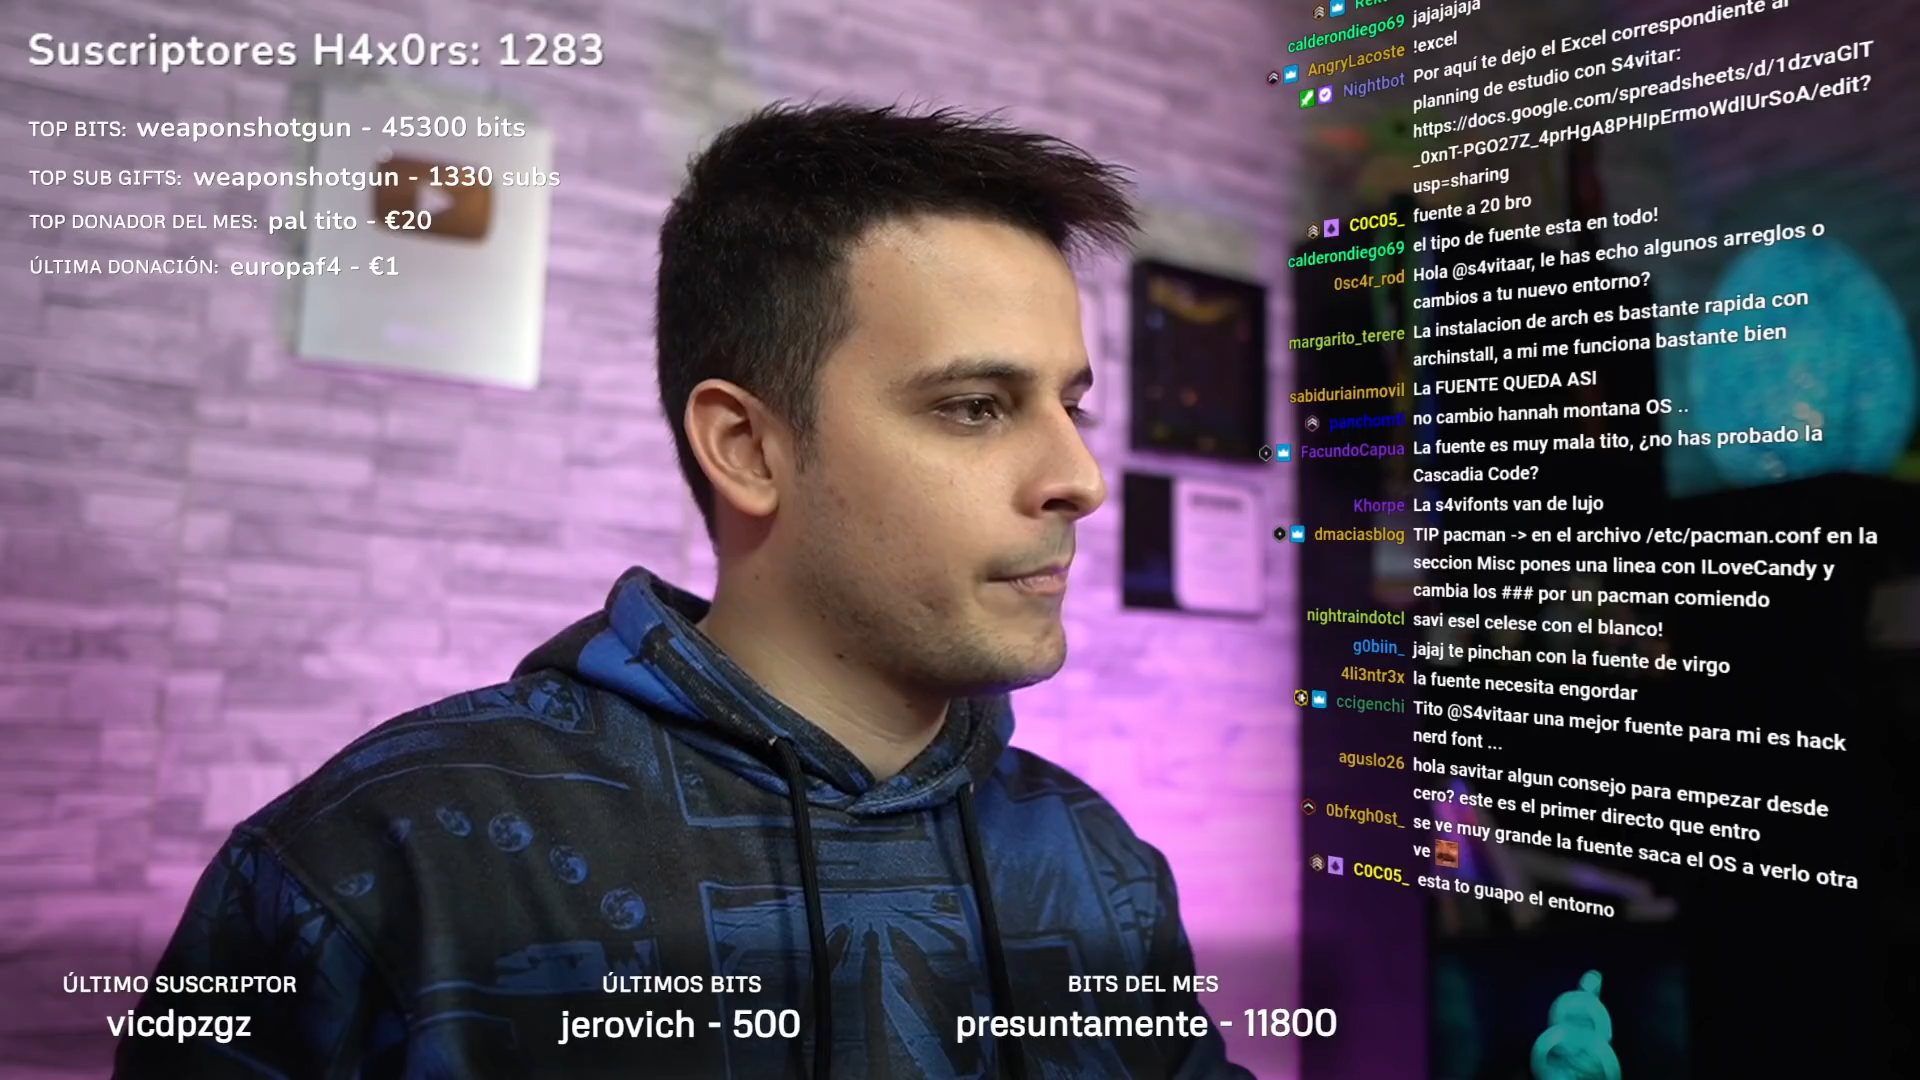 Suscriptores H4x0rs: 1283
TOP BITS: weaponshotgun - 45300 bits
TOP SUB GIFTS: weaponshotgun - 1330 subs
TOP DONADOR DEL MES: pal tito - €20
ÚLTIMA DONACIÓN: europaf4 - €1
calderondiego69 jajajajaja
AngryLacoste !excel
Nightbot Por aquí te dejo el Excel correspondiente al
planning de estudio con S4vitar:
https://docs.google.com/spreadsheets/d/1dzvaGlT
_0xnT-PGO27Z_4prHgA8PHIpErmoWdIUrSoA/edit?
usp=sharing
C0C05_ fuente a 20 bro
calderondiego69 el tipo de fuente esta en todo!
0sc4r_rod Hola @s4vitaar, le has echo algunos arreglos o
cambios a tu nuevo entorno?
margarito_terere La instalacion de arch es bastante rapida con
archinstall, a mi me funciona bastante bien
sabiduriainmovil La FUENTE QUEDA ASI
no cambio hannah montana OS ..
FacundoCapua La fuente es muy mala tito, ¿no has probado la
Cascadia Code?
Khorpe La s4vifonts van de lujo
dmaciasblog TIP pacman -> en el archivo /etc/pacman.conf en la
seccion Misc pones una linea con ILoveCandy y
cambia los ### por un pacman comiendo
nightraindotcl savi esel celese con el blanco!
g0biin_ jajaj te pinchan con la fuente de virgo
4li3ntr3x la fuente necesita engordar
ccigenchi Tito @S4vitaar una mejor fuente para mi es hack
nerd font ...
aguslo26 hola savitar algun consejo para empezar desde
cero? este es el primer directo que entro
0bfxgh0st_ se ve muy grande la fuente saca el OS a verlo otra
ve
C0C05_ esta to guapo el entorno
ÚLTIMO SUSCRIPTOR
vicdpzgz
ÚLTIMOS BITS
jerovich - 500
BITS DEL MES
presuntamente - 11800